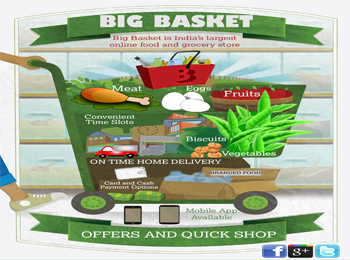 BIG BASKET
Big Basket is India's largest
online food and grocery store
B
Meat
Eggs
Fruits
Convenient
Time Slots
Biscuits
Vegetables
ON TIME HOME DELIVERY
BRANDED FOOD
Card and Cash
Payment Options
Mobile App
Available
OFFERS AND QUICK SHOP
f g+ t